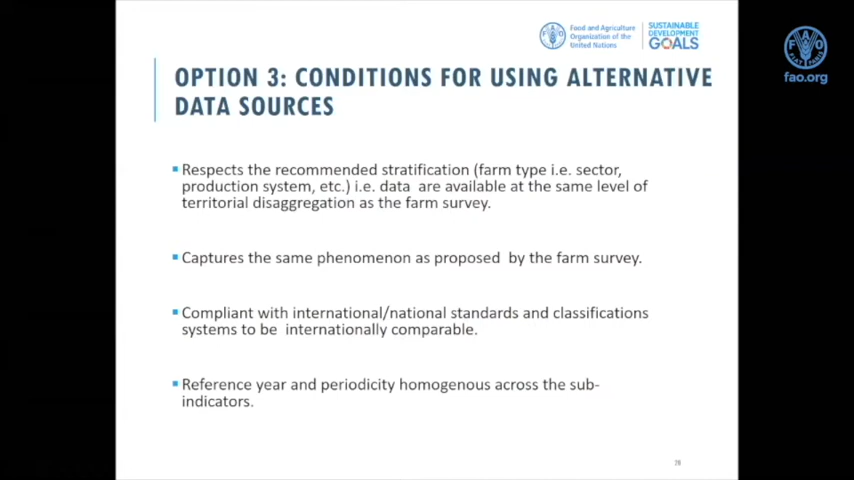 Food and Agriculture
Organization of the
United Nations
SUSTAINABLE
DEVELOPMENT
GOALS
fao.org
OPTION 3: CONDITIONS FOR USING ALTERNATIVE
DATA SOURCES
Respects the recommended stratification (farm type i.e. sector,
production system, etc.) i.e. data are available at the same level of
territorial disaggregation as the farm survey.
Captures the same phenomenon as proposed by the farm survey.
Compliant with international/national standards and classifications
systems to be internationally comparable.
Reference year and periodicity homogenous across the sub-
indicators.